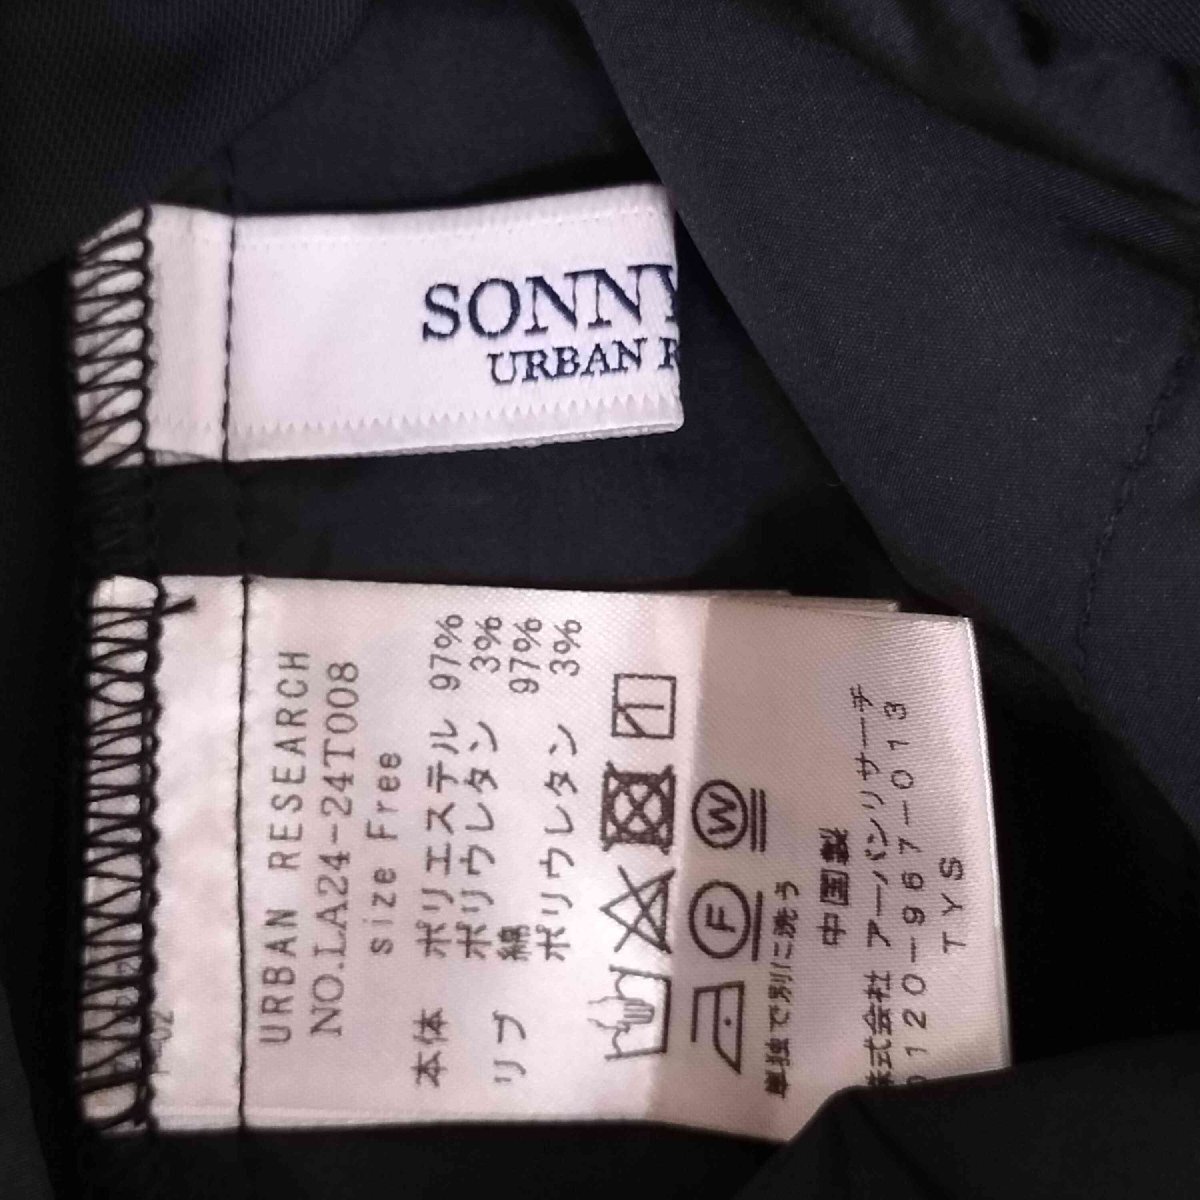 SONNY
URBAN R
URBAN RESEARCH
NO.LA24-24T008
size Free
本体 ポリエステル 97%
ポリウレタン 3%
リブ 綿 97%
ポリウレタン 3%
F W
単独で別に洗う
中国製
株式会社 アーバンリサーチ
0120-967-013
TYS